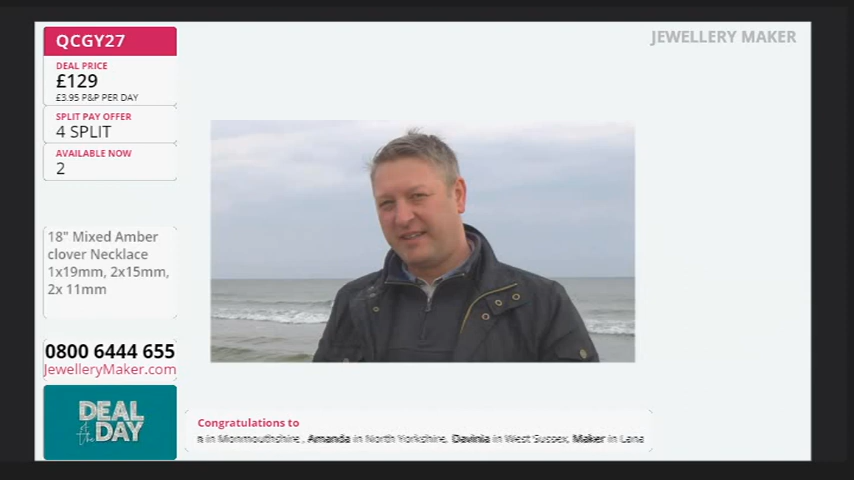 QCGY27
DEAL PRICE
£129
£3.95 P&P PER DAY
SPLIT PAY OFFER
4 SPLIT
AVAILABLE NOW
2
18" Mixed Amber
clover Necklace
1x19mm, 2x15mm,
2x 11mm
0800 6444 655
JewelleryMaker.com
DEAL
of the
DAY
JEWELLERY MAKER
Congratulations to
n in Monmouthshire, Amanda in North Yorkshire, Davinia in West Sussex, Maker in Lana